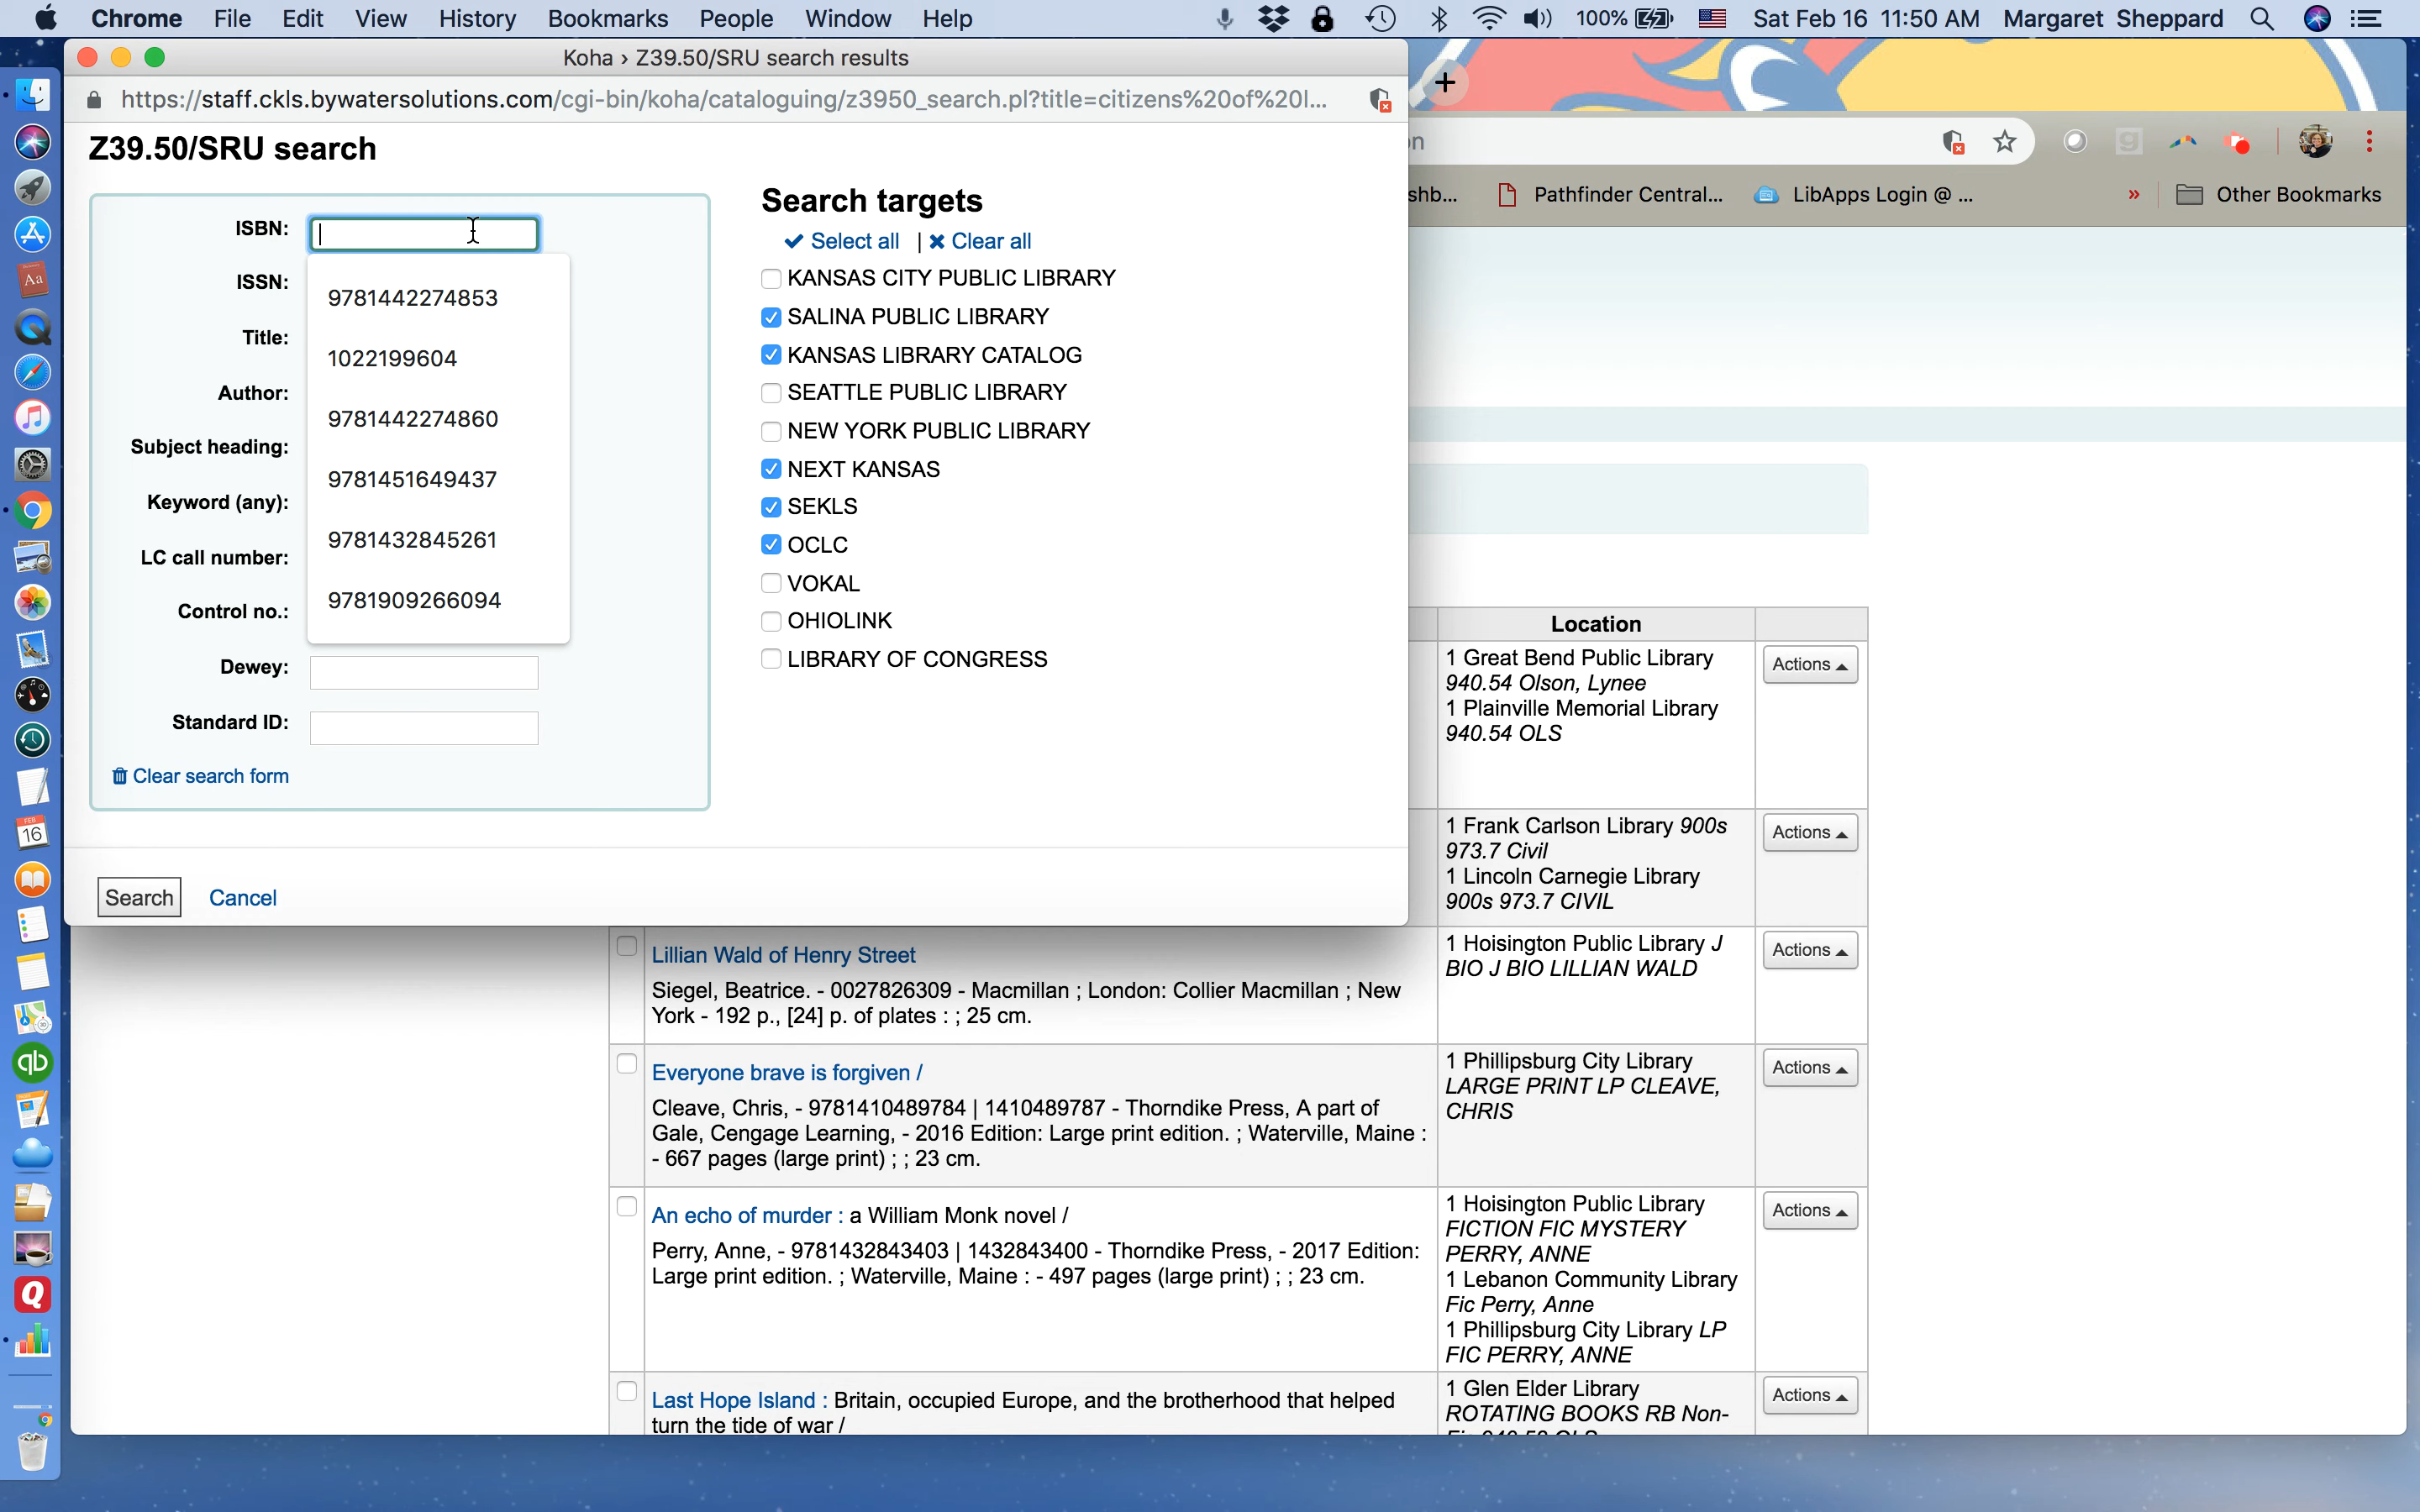 Chrome File Edit View History Bookmarks People Window Help 100% Sat Feb 16 11:50 AM Margaret Sheppard
Koha › Z39.50/SRU search results
https://staff.ckls.bywatersolutions.com/cgi-bin/koha/cataloguing/z3950_search.pl?title=citizens%20of%20l...
Z39.50/SRU search
ISBN:
ISSN:
Title:
Author:
Subject heading:
Keyword (any):
LC call number:
Control no.:
Dewey:
Standard ID:
Clear search form
9781442274853
1022199604
9781442274860
9781451649437
9781432845261
9781909266094
Search targets
Select all | Clear all
KANSAS CITY PUBLIC LIBRARY
SALINA PUBLIC LIBRARY
KANSAS LIBRARY CATALOG
SEATTLE PUBLIC LIBRARY
NEW YORK PUBLIC LIBRARY
NEXT KANSAS
SEKLS
OCLC
VOKAL
OHIOLINK
LIBRARY OF CONGRESS
Search Cancel
+
on
shb... Pathfinder Central... LibApps Login @ ... » Other Bookmarks
Location
1 Great Bend Public Library
940.54 Olson, Lynee
1 Plainville Memorial Library
940.54 OLS
Actions
1 Frank Carlson Library 900s
973.7 Civil
1 Lincoln Carnegie Library
900s 973.7 CIVIL
Actions
Lillian Wald of Henry Street
Siegel, Beatrice. - 0027826309 - Macmillan ; London: Collier Macmillan ; New
York - 192 p., [24] p. of plates : ; 25 cm.
1 Hoisington Public Library J
BIO J BIO LILLIAN WALD
Actions
Everyone brave is forgiven /
Cleave, Chris, - 9781410489784 | 1410489787 - Thorndike Press, A part of
Gale, Cengage Learning, - 2016 Edition: Large print edition. ; Waterville, Maine :
- 667 pages (large print) ; ; 23 cm.
1 Phillipsburg City Library
LARGE PRINT LP CLEAVE,
CHRIS
Actions
An echo of murder : a William Monk novel /
Perry, Anne, - 9781432843403 | 1432843400 - Thorndike Press, - 2017 Edition:
Large print edition. ; Waterville, Maine : - 497 pages (large print) ; ; 23 cm.
1 Hoisington Public Library
FICTION FIC MYSTERY
PERRY, ANNE
1 Lebanon Community Library
Fic Perry, Anne
1 Phillipsburg City Library LP
FIC PERRY, ANNE
Actions
Last Hope Island : Britain, occupied Europe, and the brotherhood that helped
turn the tide of war /
1 Glen Elder Library
ROTATING BOOKS RB Non-
Actions
Aa
FEB
16
qb
Q
g